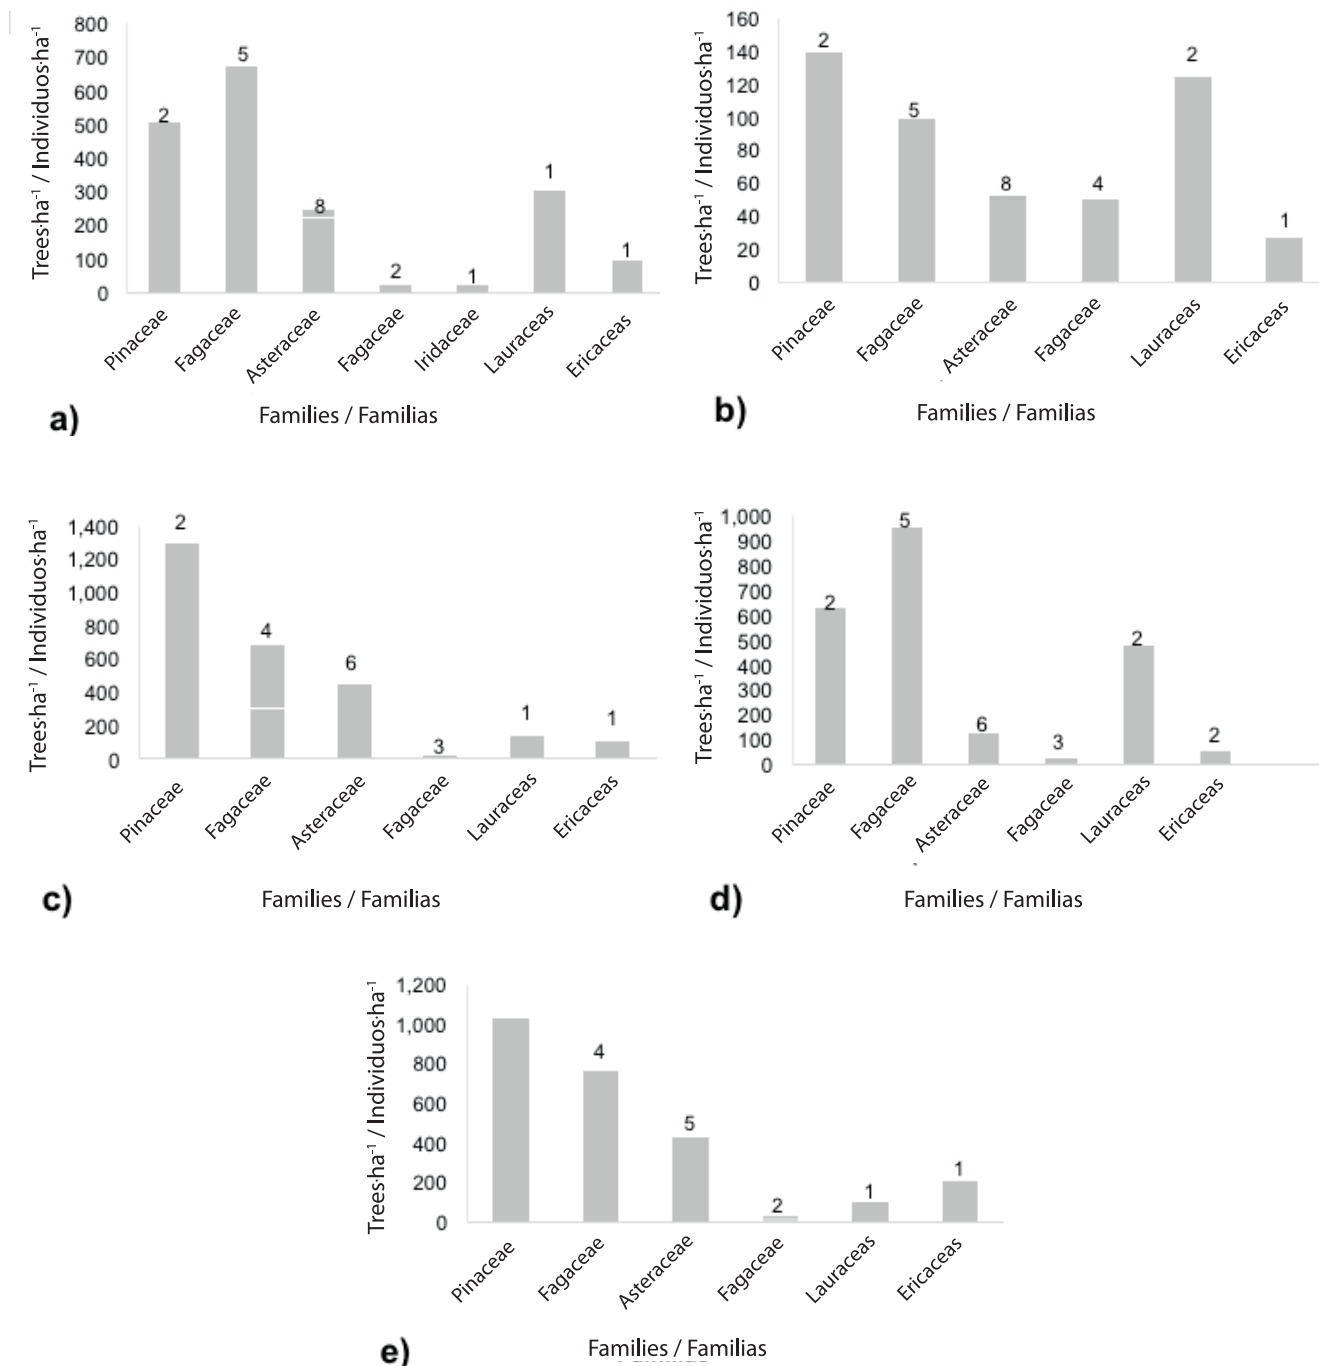 Trees·ha⁻¹ / Individuos·ha⁻¹
800
700
600
500
400
300
200
100
0
2
5
8
2
1
1
1
Pinaceae
Fagaceae
Asteraceae
Fagaceae
Iridaceae
Lauraceas
Ericaceas
a)
Families / Familias
Trees·ha⁻¹ / Individuos·ha⁻¹
160
140
120
100
80
60
40
20
0
2
5
8
4
2
1
Pinaceae
Fagaceae
Asteraceae
Fagaceae
Lauraceas
Ericaceas
b)
Families / Familias
Trees·ha⁻¹ / Individuos·ha⁻¹
1,400
1,200
1,000
800
600
400
200
0
2
4
6
3
1
1
Pinaceae
Fagaceae
Asteraceae
Fagaceae
Lauraceas
Ericaceas
c)
Families / Familias
Trees·ha⁻¹ / Individuos·ha⁻¹
1,000
900
800
700
600
500
400
300
200
100
0
2
5
6
3
2
2
Pinaceae
Fagaceae
Asteraceae
Fagaceae
Lauraceas
Ericaceas
d)
Families / Familias
Trees·ha⁻¹ / Individuos·ha⁻¹
1,200
1,000
800
600
400
200
0
4
5
2
1
1
Pinaceae
Fagaceae
Asteraceae
Fagaceae
Lauraceas
Ericaceas
e)
Families / Familias